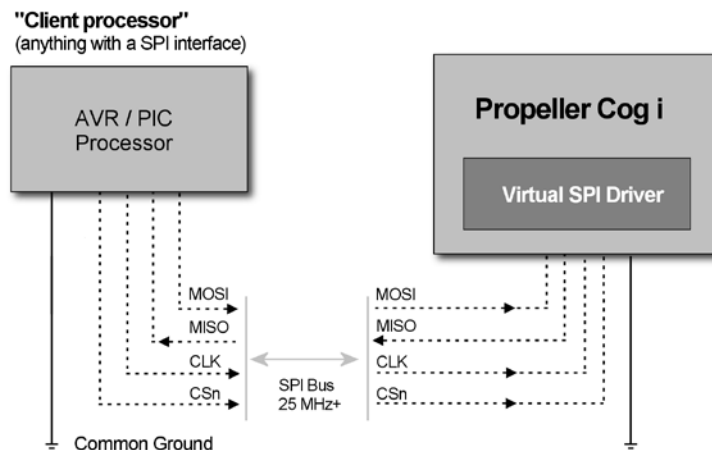 "Client processor"
(anything with a SPI interface)
AVR / PIC
Processor
Propeller Cog i
Virtual SPI Driver
MOSI
MISO
CLK
CSn
SPI Bus
25 MHz+
MOSI
MISO
CLK
CSn
Common Ground